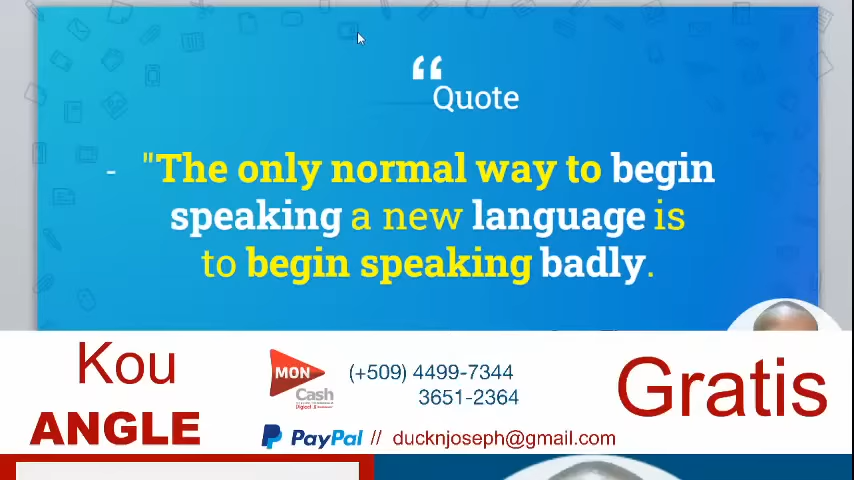 “
Quote
- "The only normal way to begin
speaking a new language is
to begin speaking badly.
Kou
ANGLE
MON
Cash
(+509) 4499-7344
3651-2364
PayPal // ducknjoseph@gmail.com
Gratis